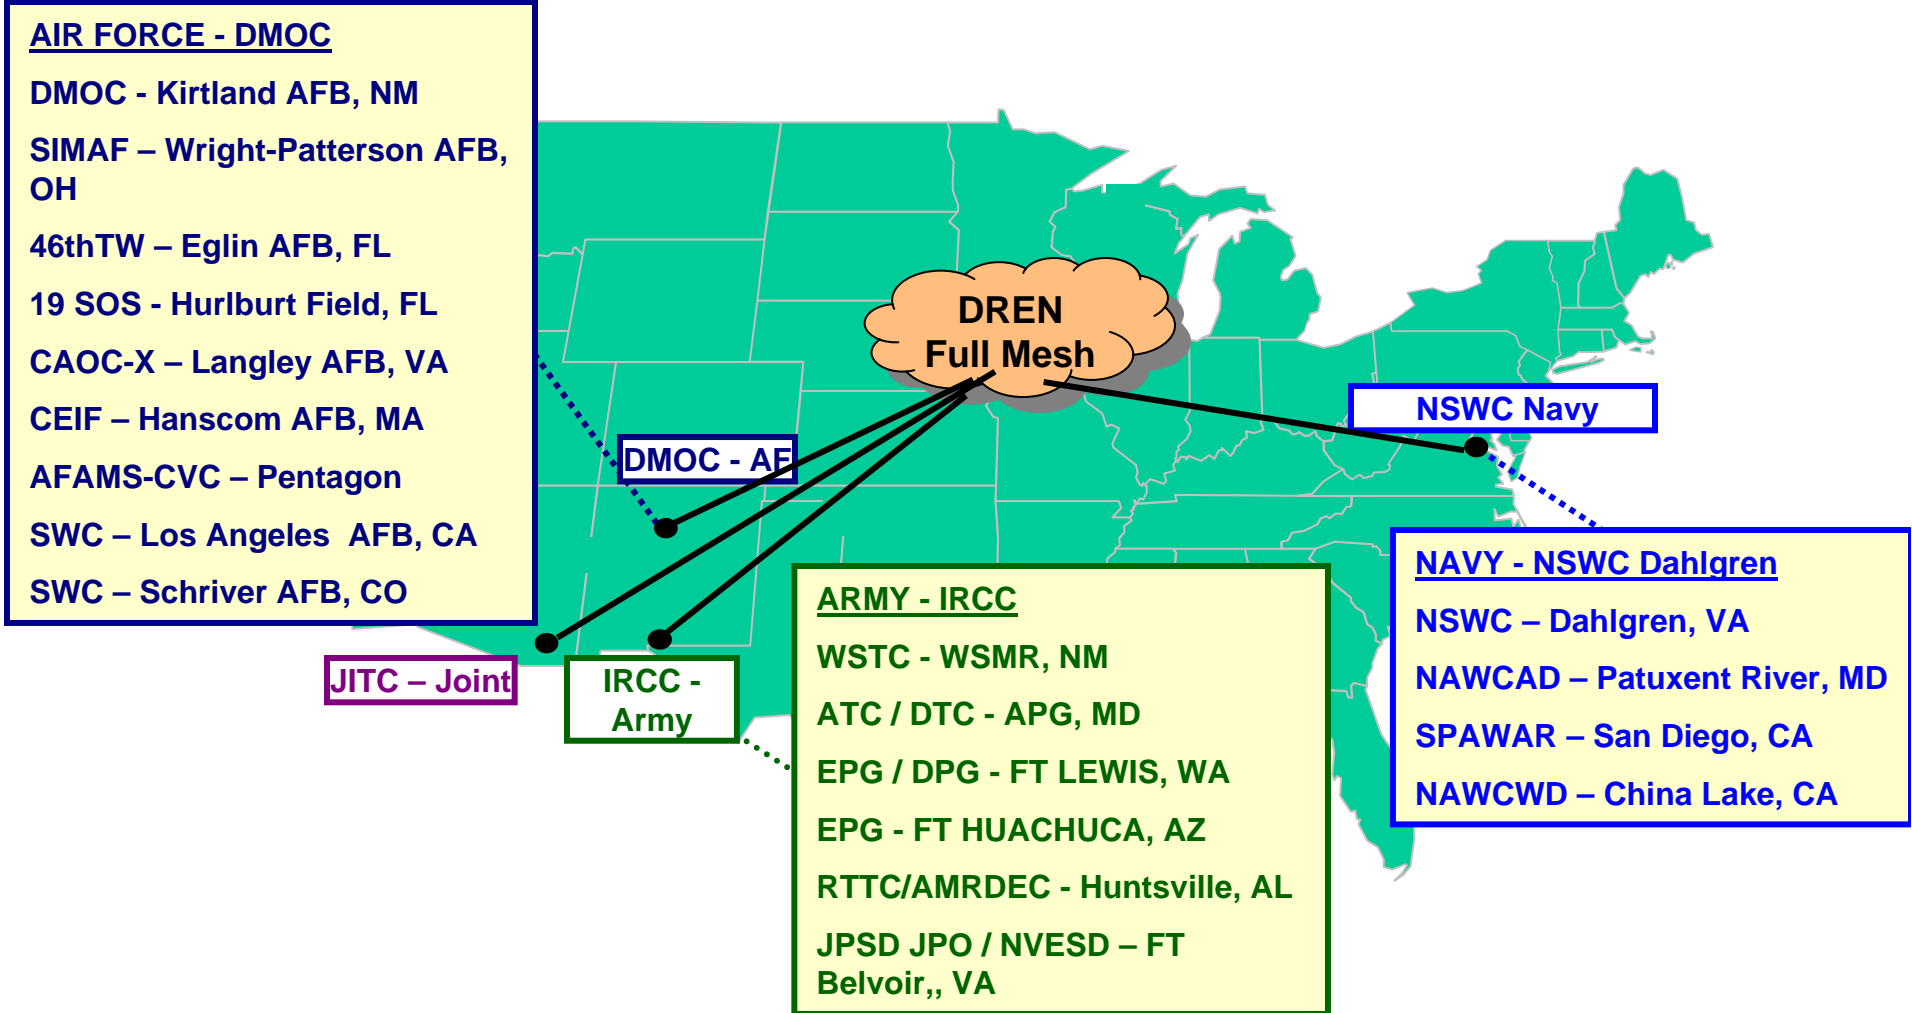 AIR FORCE - DMOC
DMOC - Kirtland AFB, NM
SIMAF – Wright-Patterson AFB,
OH
46thTW – Eglin AFB, FL
19 SOS - Hurlburt Field, FL
CAOC-X – Langley AFB, VA
CEIF – Hanscom AFB, MA
AFAMS-CVC – Pentagon
SWC – Los Angeles  AFB, CA
SWC – Schriver AFB, CO
DREN
Full Mesh
NSWC Navy
DMOC - AF
JITC – Joint
IRCC -
Army
ARMY - IRCC
WSTC - WSMR, NM
ATC / DTC - APG, MD
EPG / DPG - FT LEWIS, WA
EPG - FT HUACHUCA, AZ
RTTC/AMRDEC - Huntsville, AL
JPSD JPO / NVESD – FT
Belvoir,, VA
NAVY - NSWC Dahlgren
NSWC – Dahlgren, VA
NAWCAD – Patuxent River, MD
SPAWAR – San Diego, CA
NAWCWD – China Lake, CA